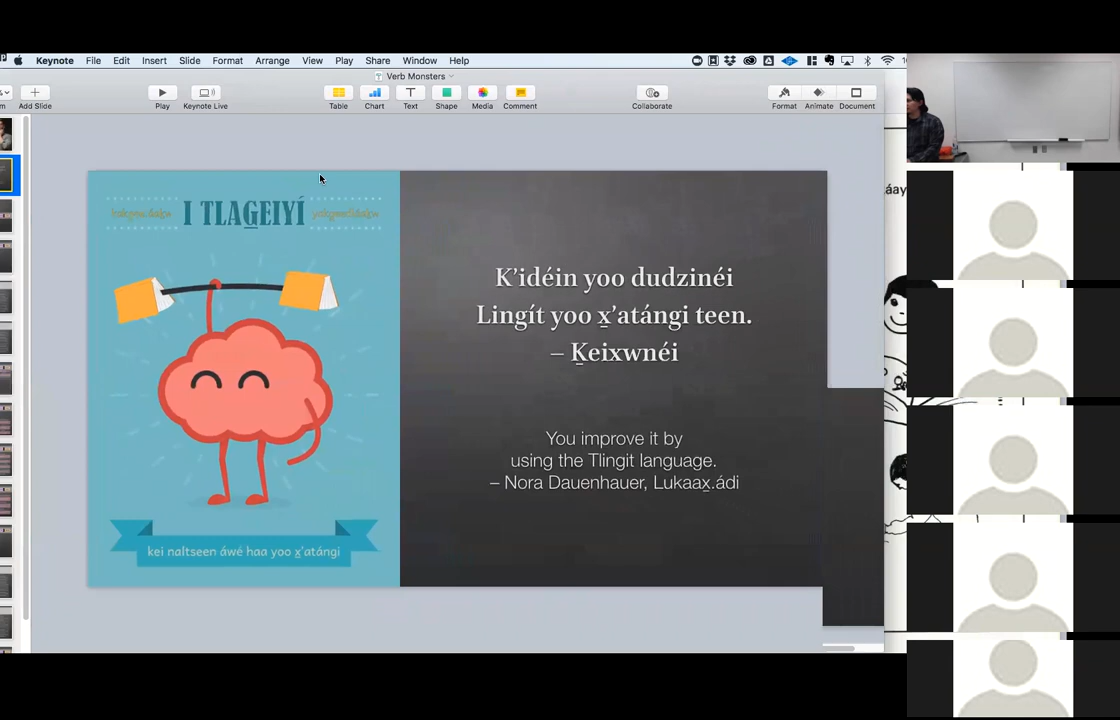 Keynote File Edit Insert Slide Format Arrange View Play Share Window Help
Verb Monsters
Add Slide Play Keynote Live Table Chart Text Shape Media Comment Collaborate Format Animate Document
I TLAG̲EIYÍ
K’idéin yoo dudzinéi
Lingít yoo x̲’atángi teen.
– K̲eixwnéi
You improve it by
using the Tlingit language.
– Nora Dauenhauer, Lukaax̲.ádi
kei naltseen áwé haa yoo x̲’atángi